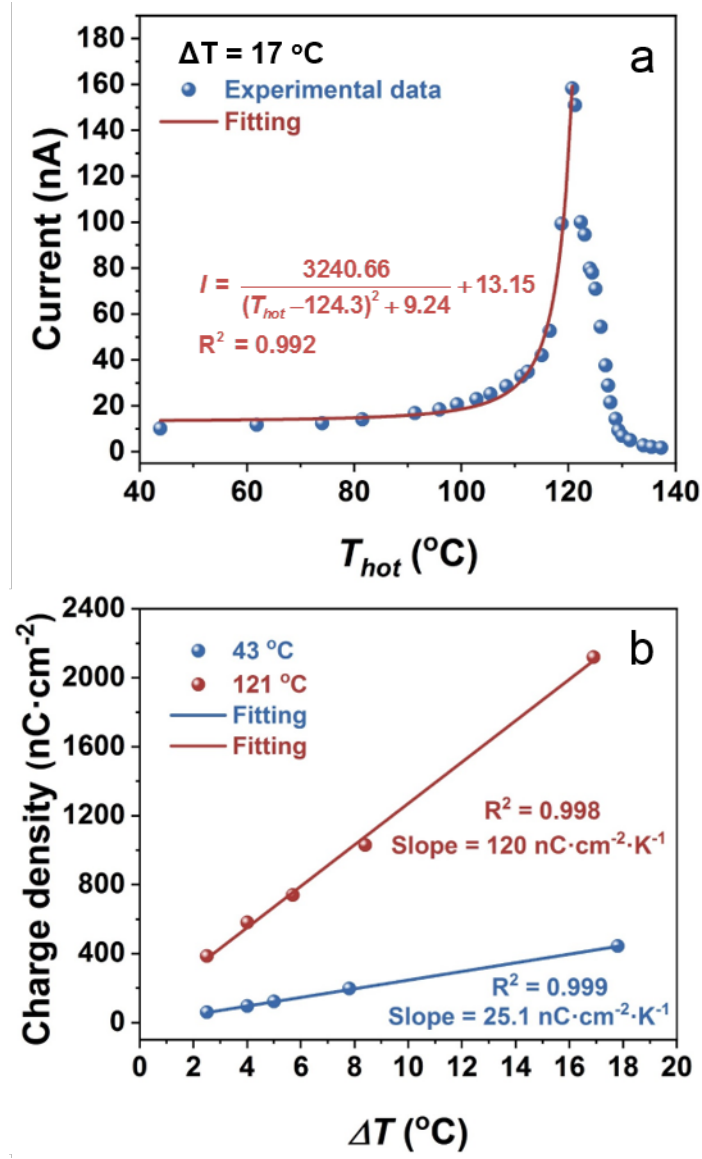 a
ΔT = 17 °C
Experimental data
Fitting
I = 3240.66 / (T_hot −124.3)² + 9.24 +13.15
R² = 0.992
180
160
140
120
100
80
60
40
20
0
Current (nA)
40 60 80 100 120 140
T_hot (°C)
b
43 °C
121 °C
Fitting
Fitting
R² = 0.998
Slope = 120 nC·cm⁻²·K⁻¹
R² = 0.999
Slope = 25.1 nC·cm⁻²·K⁻¹
2400
2000
1600
1200
800
400
0
Charge density (nC·cm⁻²)
0 2 4 6 8 10 12 14 16 18 20
ΔT (°C)